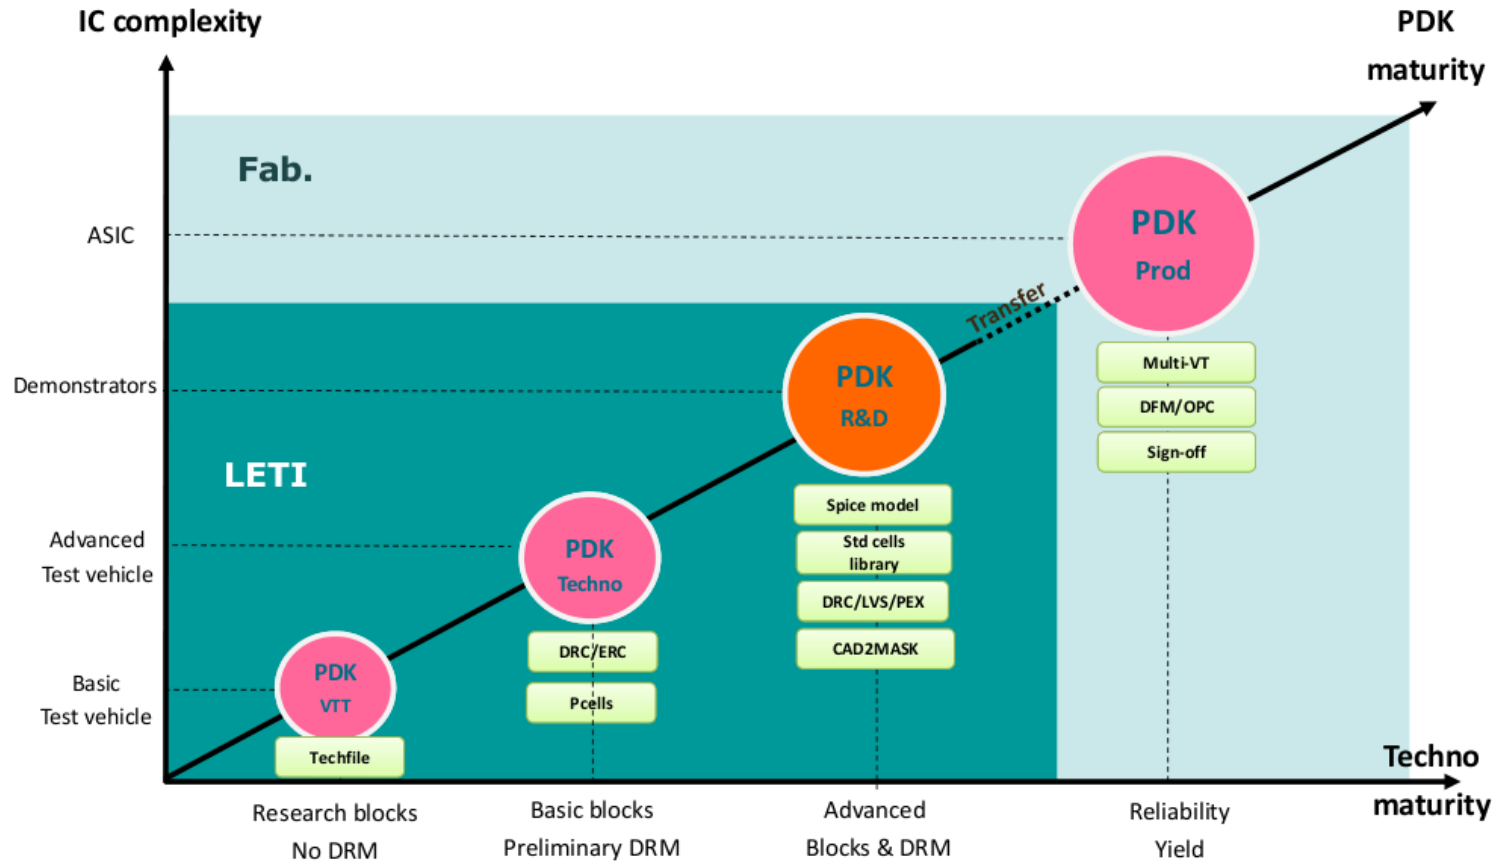 IC complexity
PDK
maturity
Fab.
ASIC
PDK
Prod
Transfer
Multi-VT
DFM/OPC
Sign-off
Demonstrators
PDK
R&D
LETI
Spice model
Std cells
library
DRC/LVS/PEX
CAD2MASK
Advanced
Test vehicle
PDK
Techno
DRC/ERC
Pcells
Basic
Test vehicle
PDK
VTT
Techfile
Techno
maturity
Research blocks
No DRM
Basic blocks
Preliminary DRM
Advanced
Blocks & DRM
Reliability
Yield